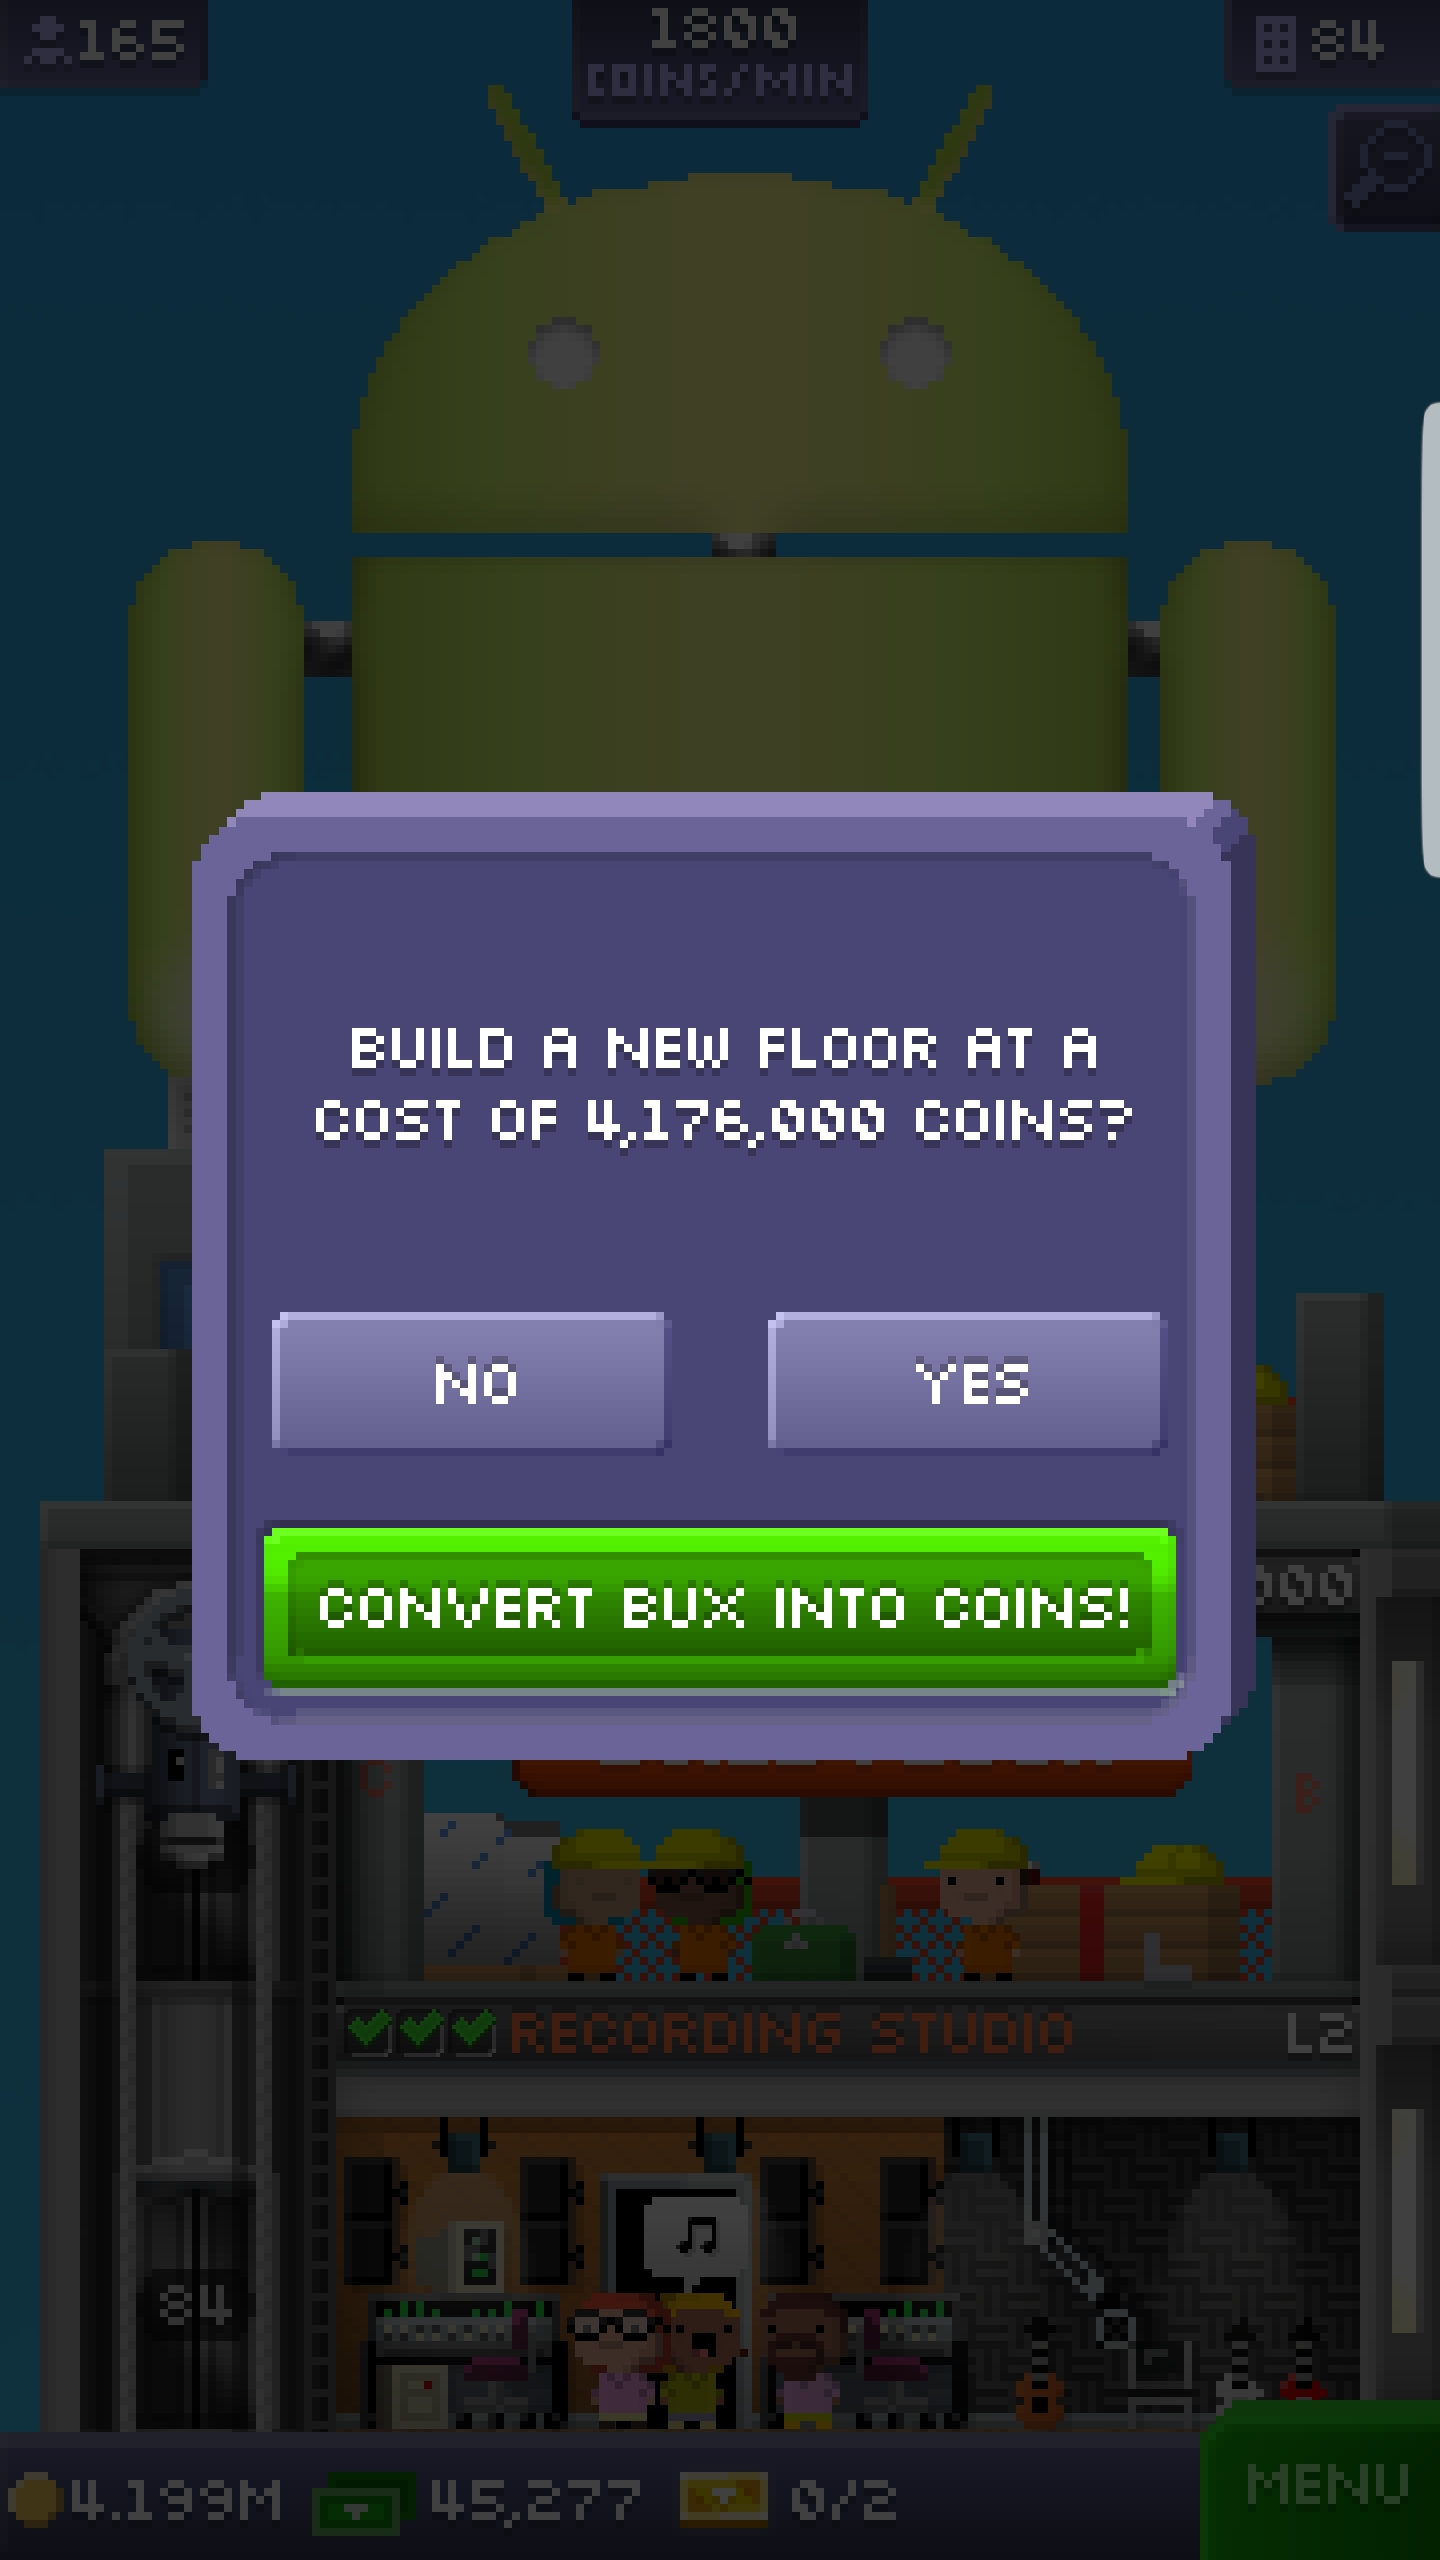 165
1800
COINS/MIN
84
BUILD A NEW FLOOR AT A
COST OF 4,176,000 COINS?
NO
YES
CONVERT BUX INTO COINS!
000
C
B
RECORDING STUDIO
L2
84
4.199M
45,277
0/2
MENU